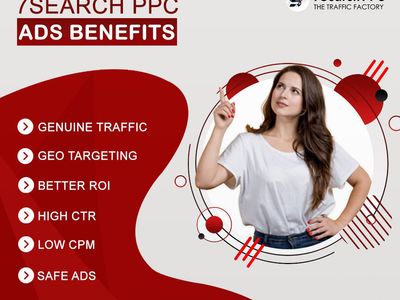 7SEARCH PPC
THE TRAFFIC FACTORY
ADS BENEFITS
GENUINE TRAFFIC
GEO TARGETING
BETTER ROI
HIGH CTR
LOW CPM
SAFE ADS